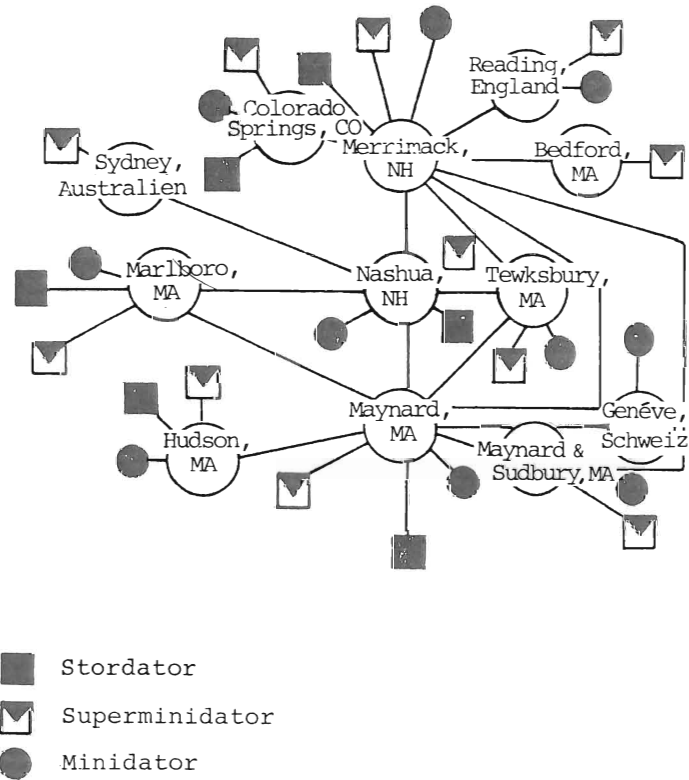 Reading,
England
Colorado
Springs, CO
Merrimack,
NH
Bedford,
MA
Sydney,
Australien
Marlboro,
MA
Nashua,
NH
Tewksbury,
MA
Maynard,
MA
Genéve,
Schweiz
Hudson,
MA
Maynard &
Sudbury,MA
Stordator
Superminidator
Minidator